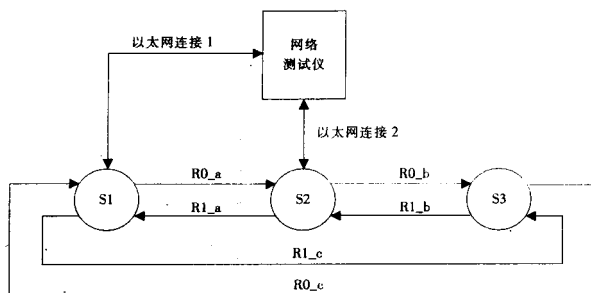 以太网连接 1
网络
测试仪
以太网连接 2
R0_a
R0_b
S1
S2
S3
R1_a
R1_b
R1_c
R0_c